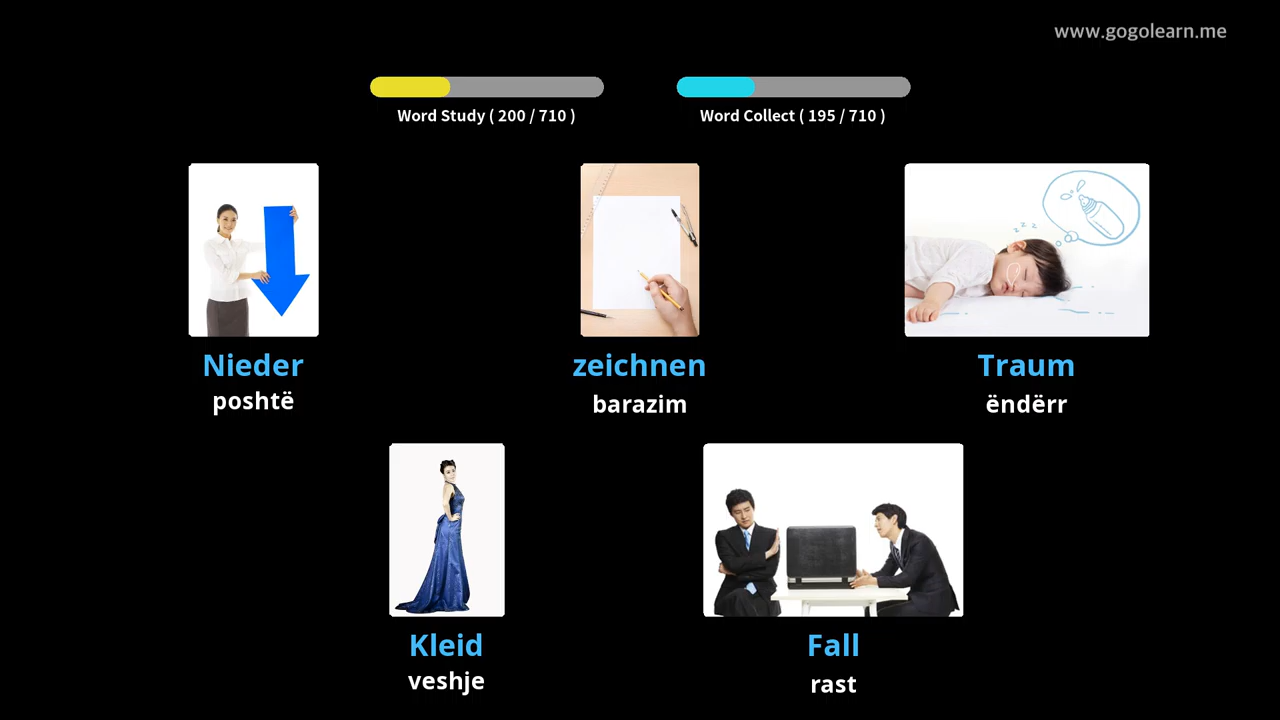 www.gogolearn.me
Word Study ( 200 / 710 )
Word Collect ( 195 / 710 )
Nieder
poshtë
zeichnen
barazim
Traum
ëndërr
Kleid
veshje
Fall
rast